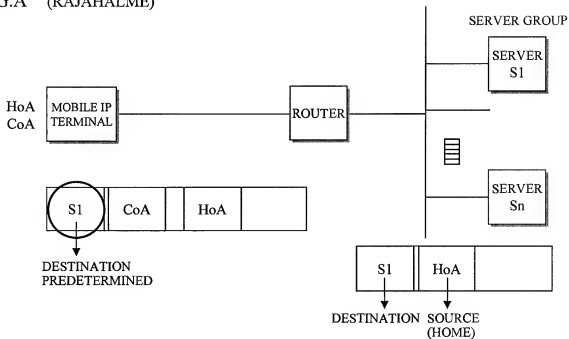 G.A (RAJAHALME)
SERVER GROUP
SERVER
S1
HoA
CoA
MOBILE IP
TERMINAL
ROUTER
SERVER
Sn
S1 CoA HoA
DESTINATION
PREDETERMINED
S1 HoA
DESTINATION SOURCE
(HOME)